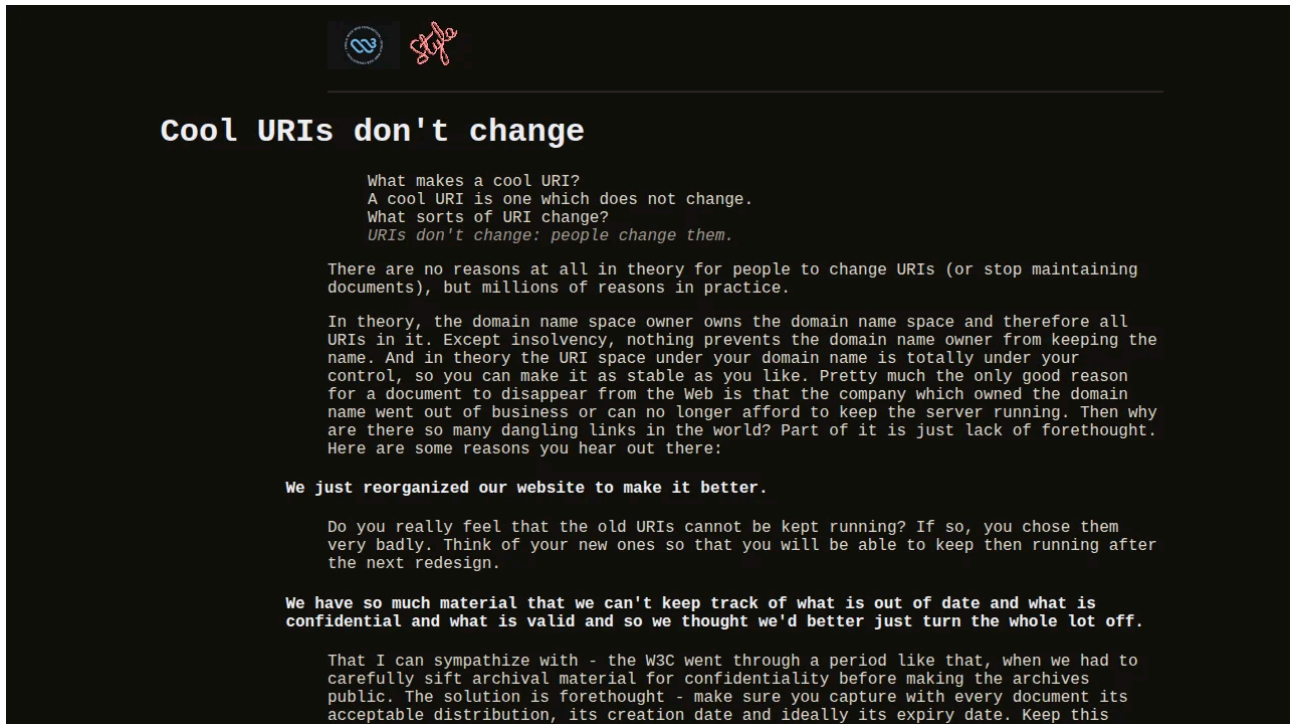 Style
Cool URIs don't change
What makes a cool URI?
A cool URI is one which does not change.
What sorts of URI change?
URIs don't change: people change them.
There are no reasons at all in theory for people to change URIs (or stop maintaining
documents), but millions of reasons in practice.
In theory, the domain name space owner owns the domain name space and therefore all
URIs in it. Except insolvency, nothing prevents the domain name owner from keeping the
name. And in theory the URI space under your domain name is totally under your
control, so you can make it as stable as you like. Pretty much the only good reason
for a document to disappear from the Web is that the company which owned the domain
name went out of business or can no longer afford to keep the server running. Then why
are there so many dangling links in the world? Part of it is just lack of forethought.
Here are some reasons you hear out there:
We just reorganized our website to make it better.
Do you really feel that the old URIs cannot be kept running? If so, you chose them
very badly. Think of your new ones so that you will be able to keep then running after
the next redesign.
We have so much material that we can't keep track of what is out of date and what is
confidential and what is valid and so we thought we'd better just turn the whole lot off.
That I can sympathize with - the W3C went through a period like that, when we had to
carefully sift archival material for confidentiality before making the archives
public. The solution is forethought - make sure you capture with every document its
acceptable distribution, its creation date and ideally its expiry date. Keep this